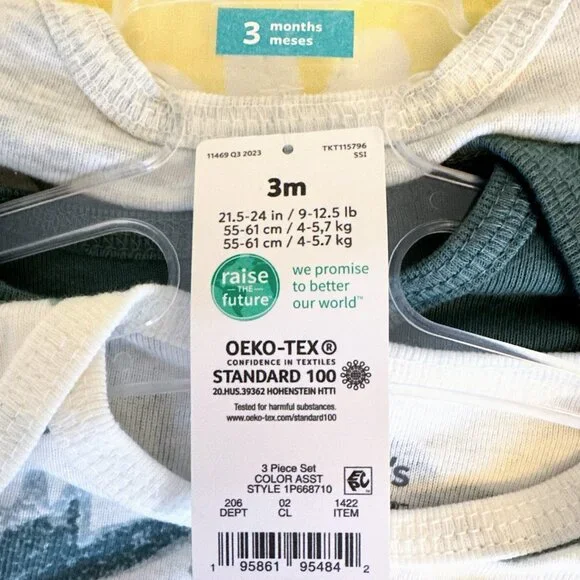 3 months
meses
11469 Q3 2023
TKT115796
SSI
3m
21.5-24 in / 9-12.5 lb
55-61 cm / 4-5,7 kg
55-61 cm / 4-5.7 kg
raise
THE
future
we promise
to better
our world™
OEKO-TEX®
CONFIDENCE IN TEXTILES
STANDARD 100
20.HUS.39362 HOHENSTEIN HTTI
Tested for harmful substances.
www.oeko-tex.com/standard100
3 Piece Set
COLOR ASST
STYLE 1P668710
206 02 1422
DEPT CL ITEM
1 95861 95484 2
's